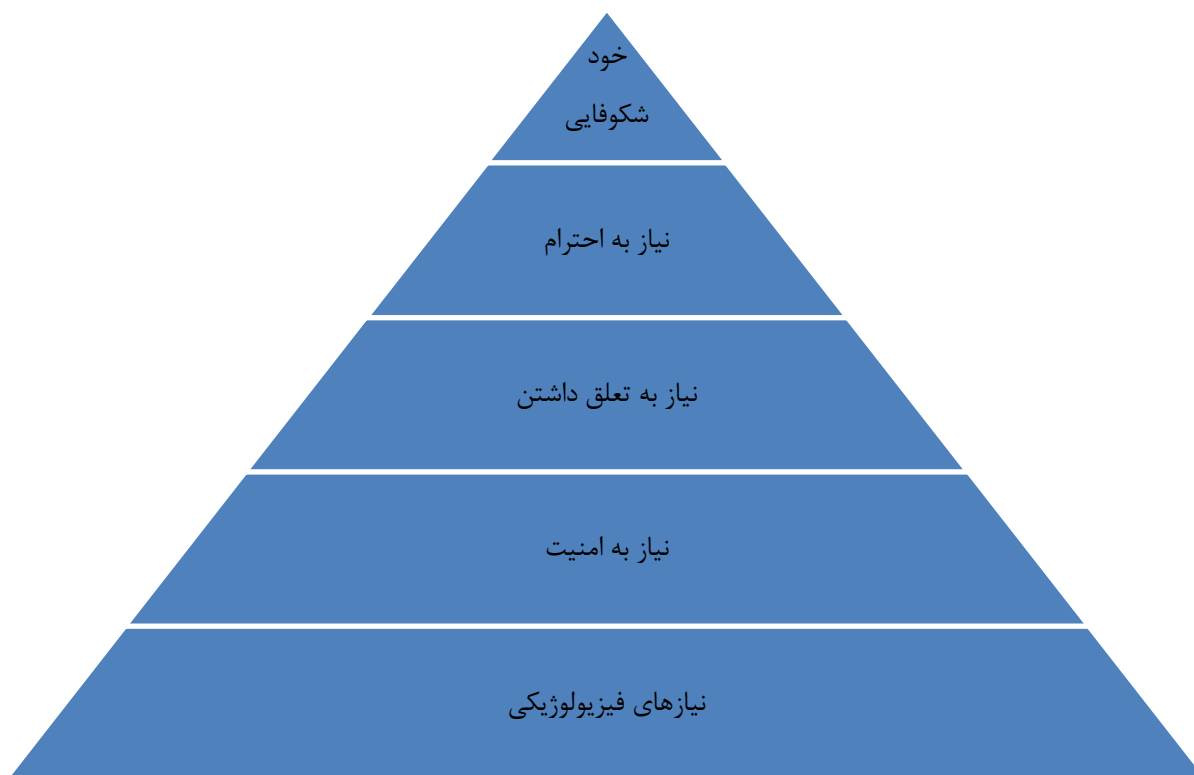 خود
شکوفایی
نیاز به احترام
نیاز به تعلق داشتن
نیاز به امنیت
نیازهای فیزیولوژیکی